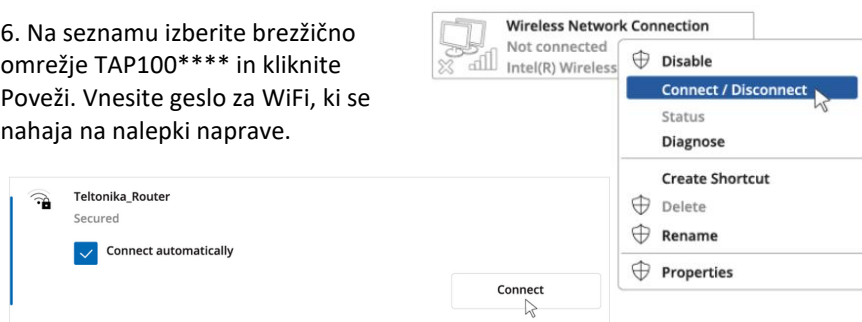 6. Na seznamu izberite brezžično
omrežje TAP100**** in kliknite
Poveži. Vnesite geslo za WiFi, ki se
nahaja na nalepki naprave.
Wireless Network Connection
Not connected
Intel(R) Wireless
Disable
Connect / Disconnect
Status
Diagnose
Create Shortcut
Delete
Rename
Properties
Teltonika_Router
Secured
Connect automatically
Connect